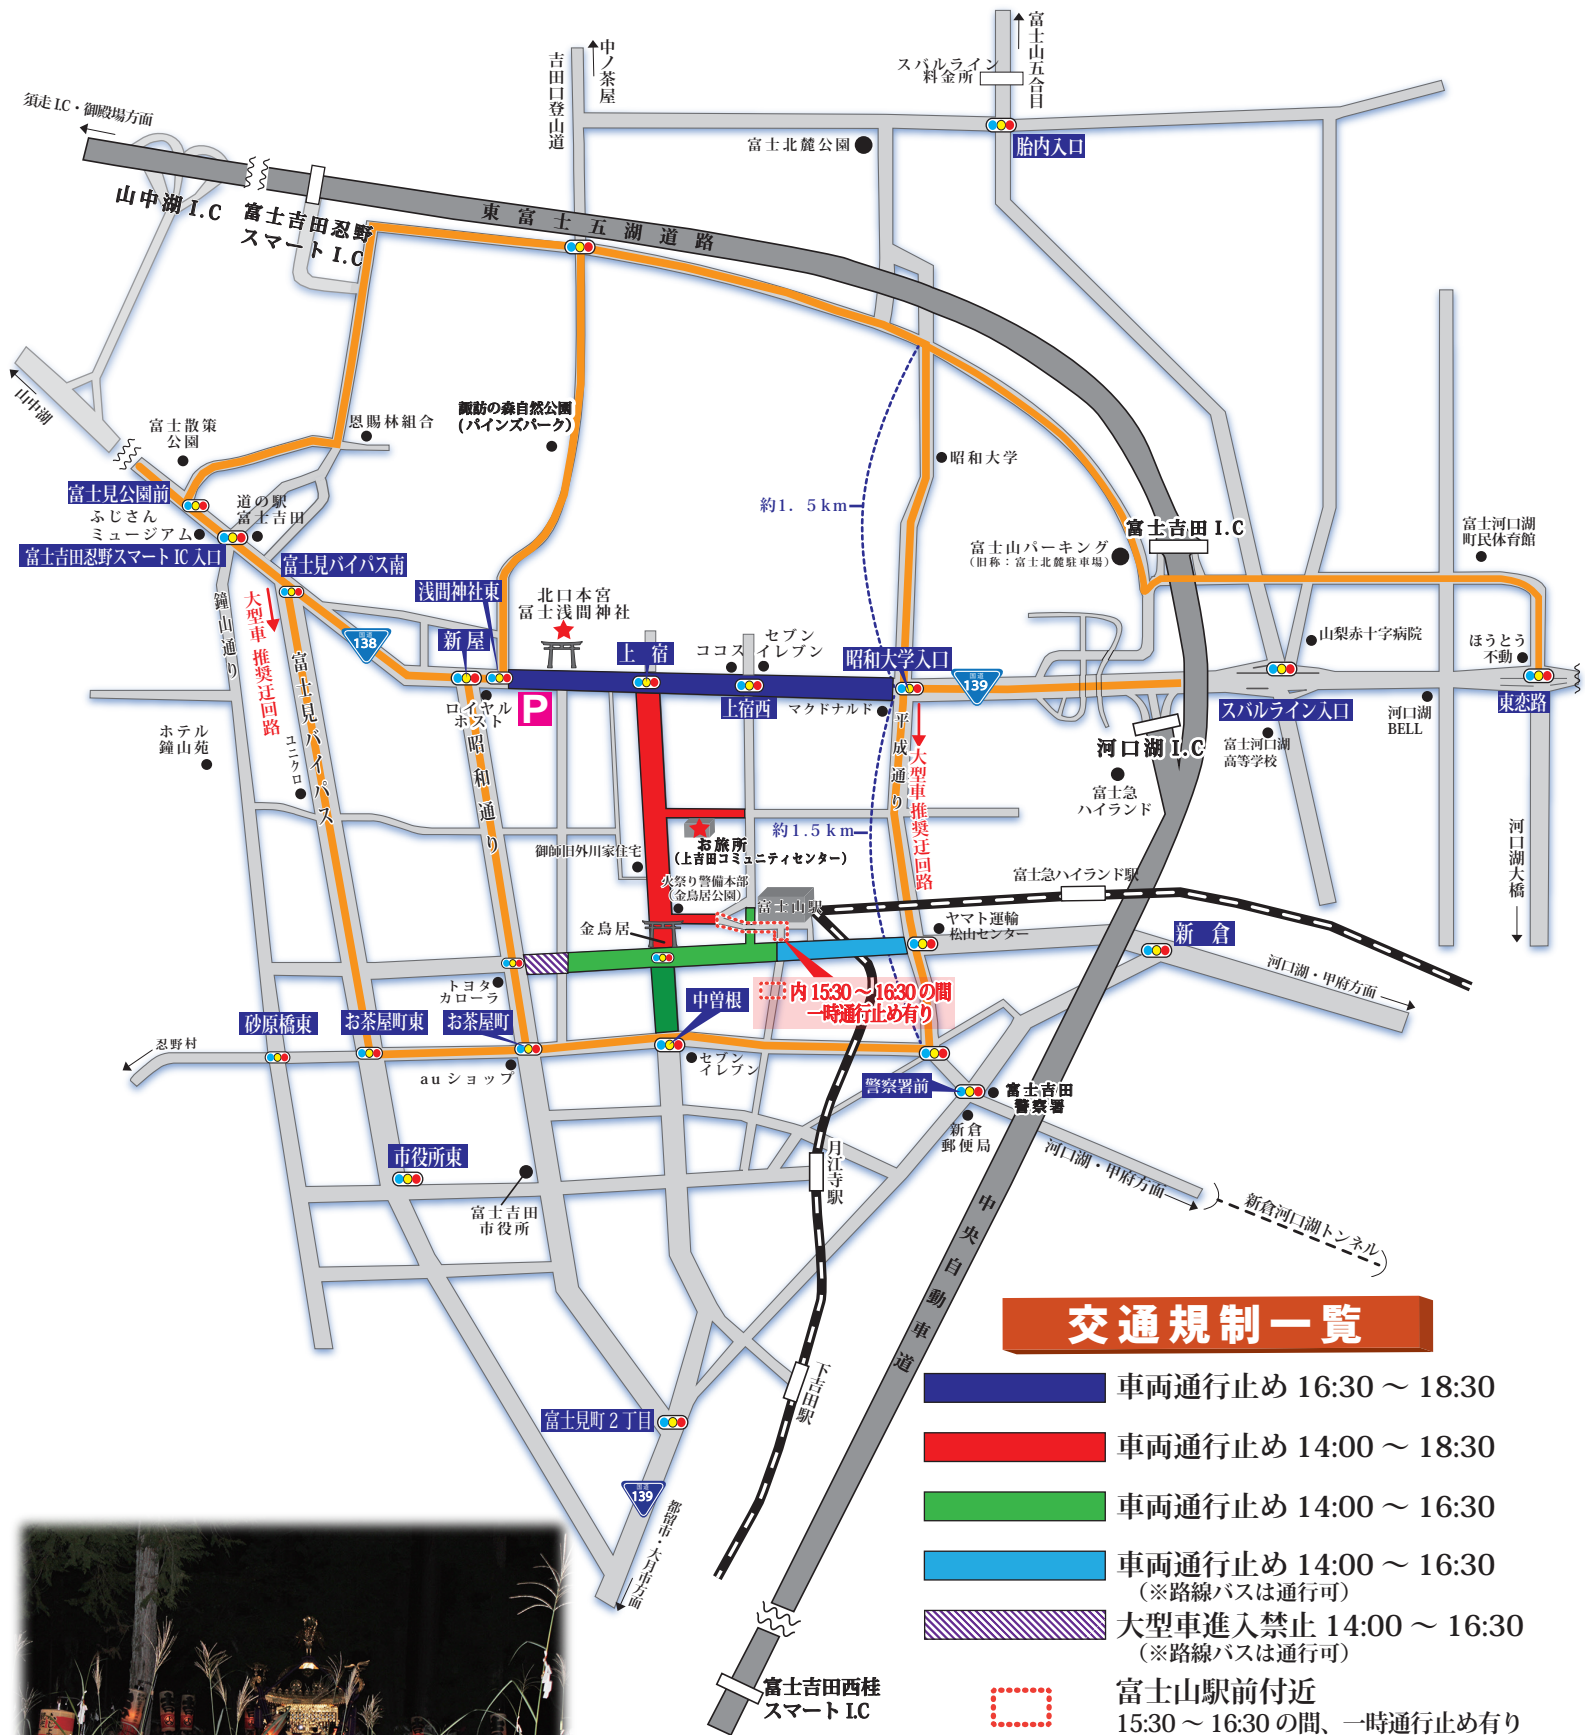 中ノ茶屋
吉田口登山道
富士山五合目
スバルライン
料金所
須走 I.C・御殿場方面
富士北麓公園
胎内入口
山中湖 I.C
富士吉田忍野
スマート I.C
東富士五湖道路
山中湖
富士散策
公園
恩賜林組合
諏訪の森自然公園
(パインズパーク)
昭和大学
約1.5km
富士見公園前
ふじさん
ミュージアム
道の駅
富士吉田
富士吉田忍野スマート IC 入口
富士見バイパス南
富士吉田 I.C
富士山パーキング
(旧称：富士北麓駐車場)
富士河口湖
町民体育館
浅間神社東
北口本宮
冨士浅間神社
鐘山通り
大型車 推奨迂回路
富士見バイパス
国道
138
新屋
上宿
ココス
セブン
イレブン
昭和大学入口
国道
139
山梨赤十字病院
ほうとう
不動
ロイヤル
ホスト
P
上宿西
マクドナルド
スバルライン入口
河口湖
BELL
東恋路
ホテル
鐘山苑
ユニクロ
昭和通り
平成通り
大型車 推奨迂回路
河口湖 I.C
富士河口湖
高等学校
富士急
ハイランド
河口湖大橋
御師旧外川家住宅
お旅所
(上吉田コミュニティセンター)
約1.5km
火祭り警備本部
(金鳥居公園)
富士山駅
富士急ハイランド駅
金鳥居
ヤマト運輸
松山センター
新倉
河口湖・甲府方面
トヨタ
カローラ
内 15:30 ～ 16:30 の間
一時通行止め有り
砂原橋東
お茶屋町東
お茶屋町
中曽根
忍野村
au ショップ
セブン
イレブン
警察署前
富士吉田
警察署
新倉
郵便局
市役所東
富士吉田
市役所
月江寺駅
河口湖・甲府方面
新倉河口湖トンネル
中央自動車道
下吉田駅
富士見町 2 丁目
国道
139
都留市・大月市方面
富士吉田西桂
スマート I.C
交通規制一覧
車両通行止め 16:30 ～ 18:30
車両通行止め 14:00 ～ 18:30
車両通行止め 14:00 ～ 16:30
車両通行止め 14:00 ～ 16:30
（※路線バスは通行可）
大型車進入禁止 14:00 ～ 16:30
（※路線バスは通行可）
富士山駅前付近
15:30 ～ 16:30 の間、一時通行止め有り